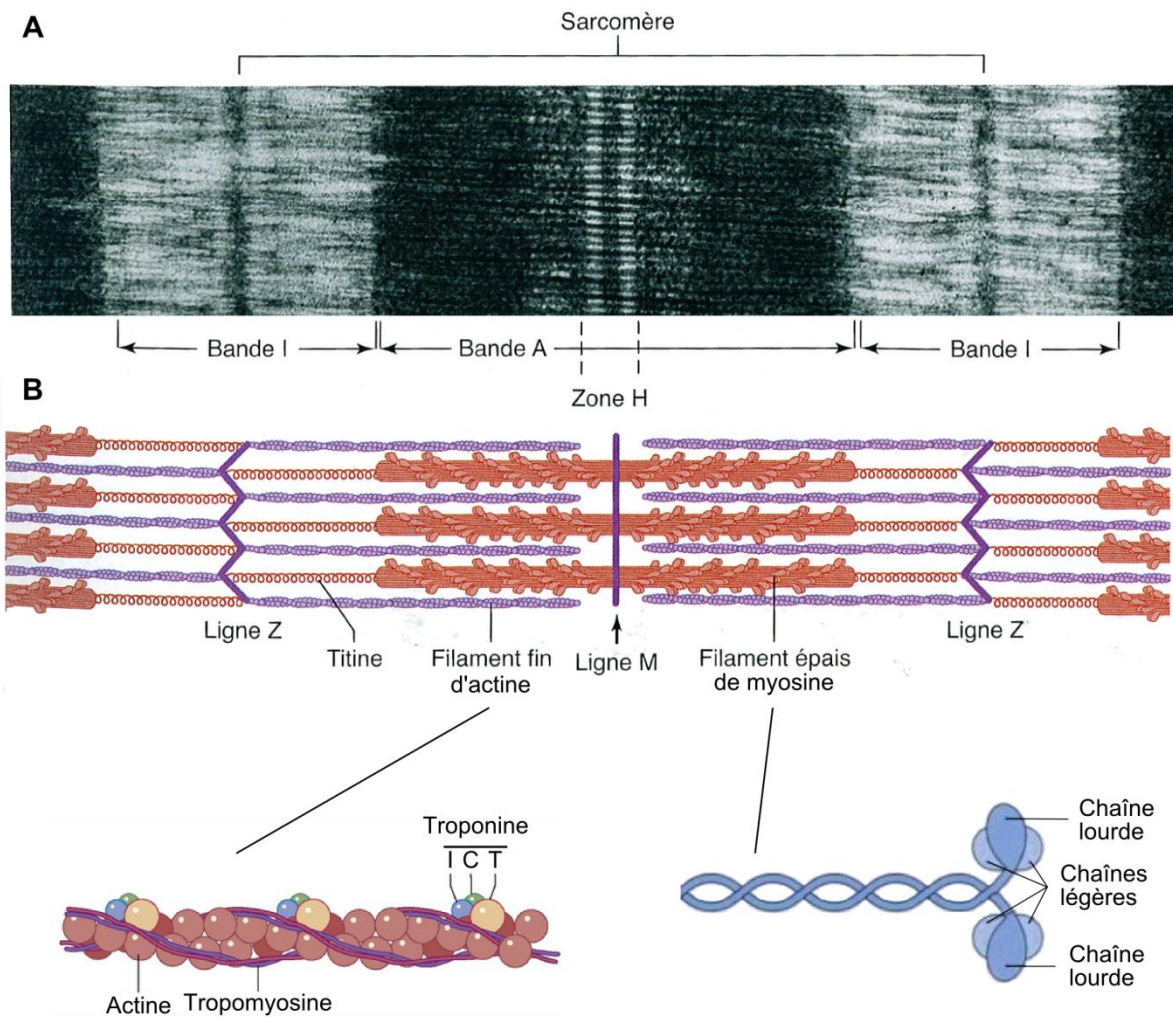 A
Sarcomère
Bande I
Bande A
Bande I
Zone H
B
Ligne Z
Titine
Filament fin
d'actine
Ligne M
Filament épais
de myosine
Ligne Z
Troponine
I C T
Actine
Tropomyosine
Chaîne
lourde
Chaînes
légères
Chaîne
lourde